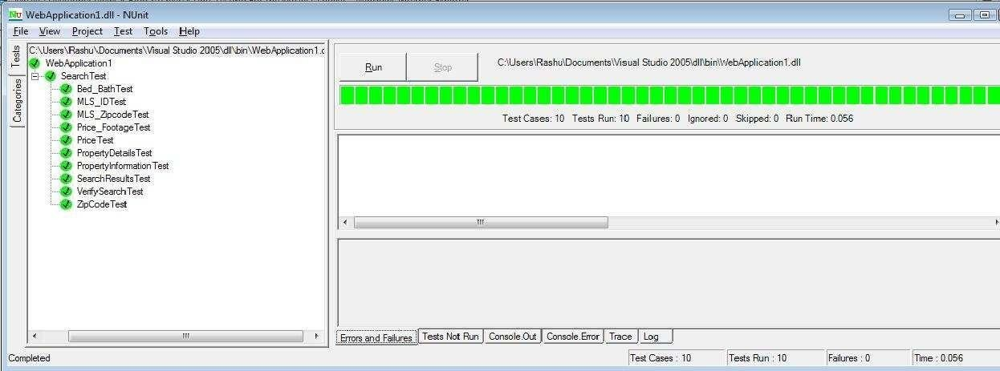 WebApplication1.dll - NUnit
File View Project Test Tools Help
Tests
Categories
C:\Users\Rashu\Documents\Visual Studio 2005\dll\bin\WebApplication1.c
WebApplication1
SearchTest
Bed_BathTest
MLS_IDTest
MLS_ZipcodeTest
Price_FootageTest
PriceTest
PropertyDetailsTest
PropertyInformationTest
SearchResultsTest
VerifySearchTest
ZipCodeTest
Run Stop C:\Users\Rashu\Documents\Visual Studio 2005\dll\bin\WebApplication1.dll
Test Cases: 10 Tests Run: 10 Failures: 0 Ignored: 0 Skipped: 0 Run Time: 0.056
Errors and Failures Tests Not Run Console.Out Console.Error Trace Log
Completed Test Cases : 10 Tests Run : 10 Failures : 0 Time : 0.056